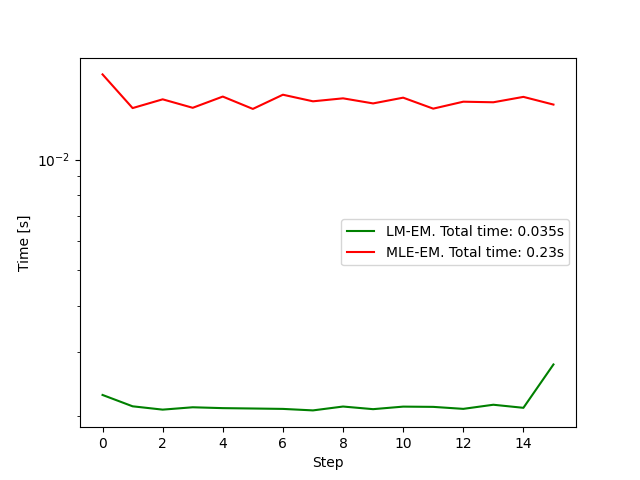 10⁻²
Time [s]
LM-EM. Total time: 0.035s
MLE-EM. Total time: 0.23s
0 2 4 6 8 10 12 14
Step